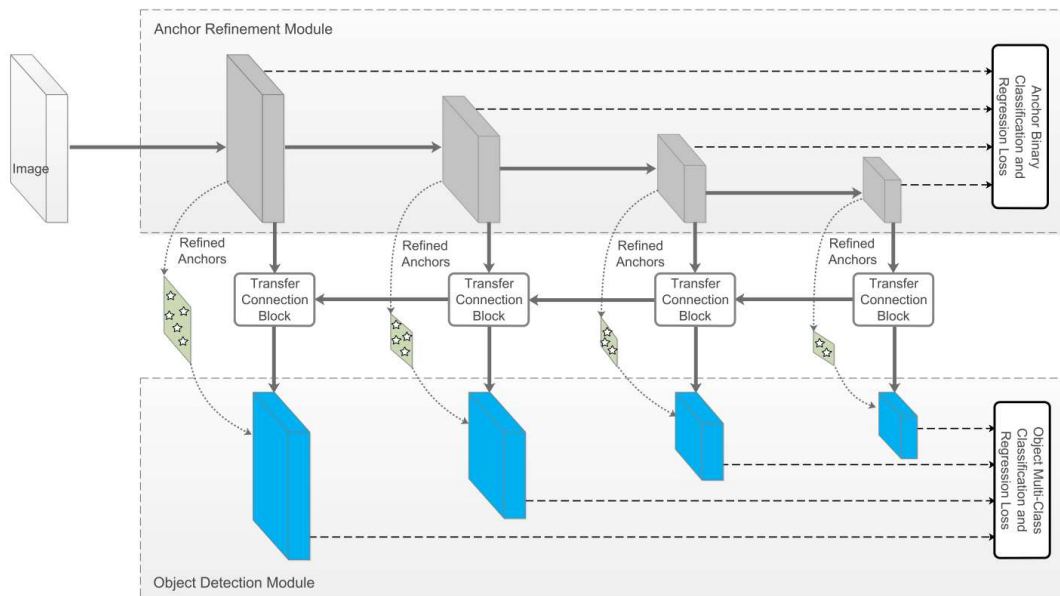 Anchor Refinement Module
Image
Anchor Binary
Classification and
Regression Loss
Refined
Anchors
Refined
Anchors
Refined
Anchors
Refined
Anchors
Transfer
Connection
Block
Transfer
Connection
Block
Transfer
Connection
Block
Transfer
Connection
Block
Object Multi-Class
Classification and
Regression Loss
Object Detection Module